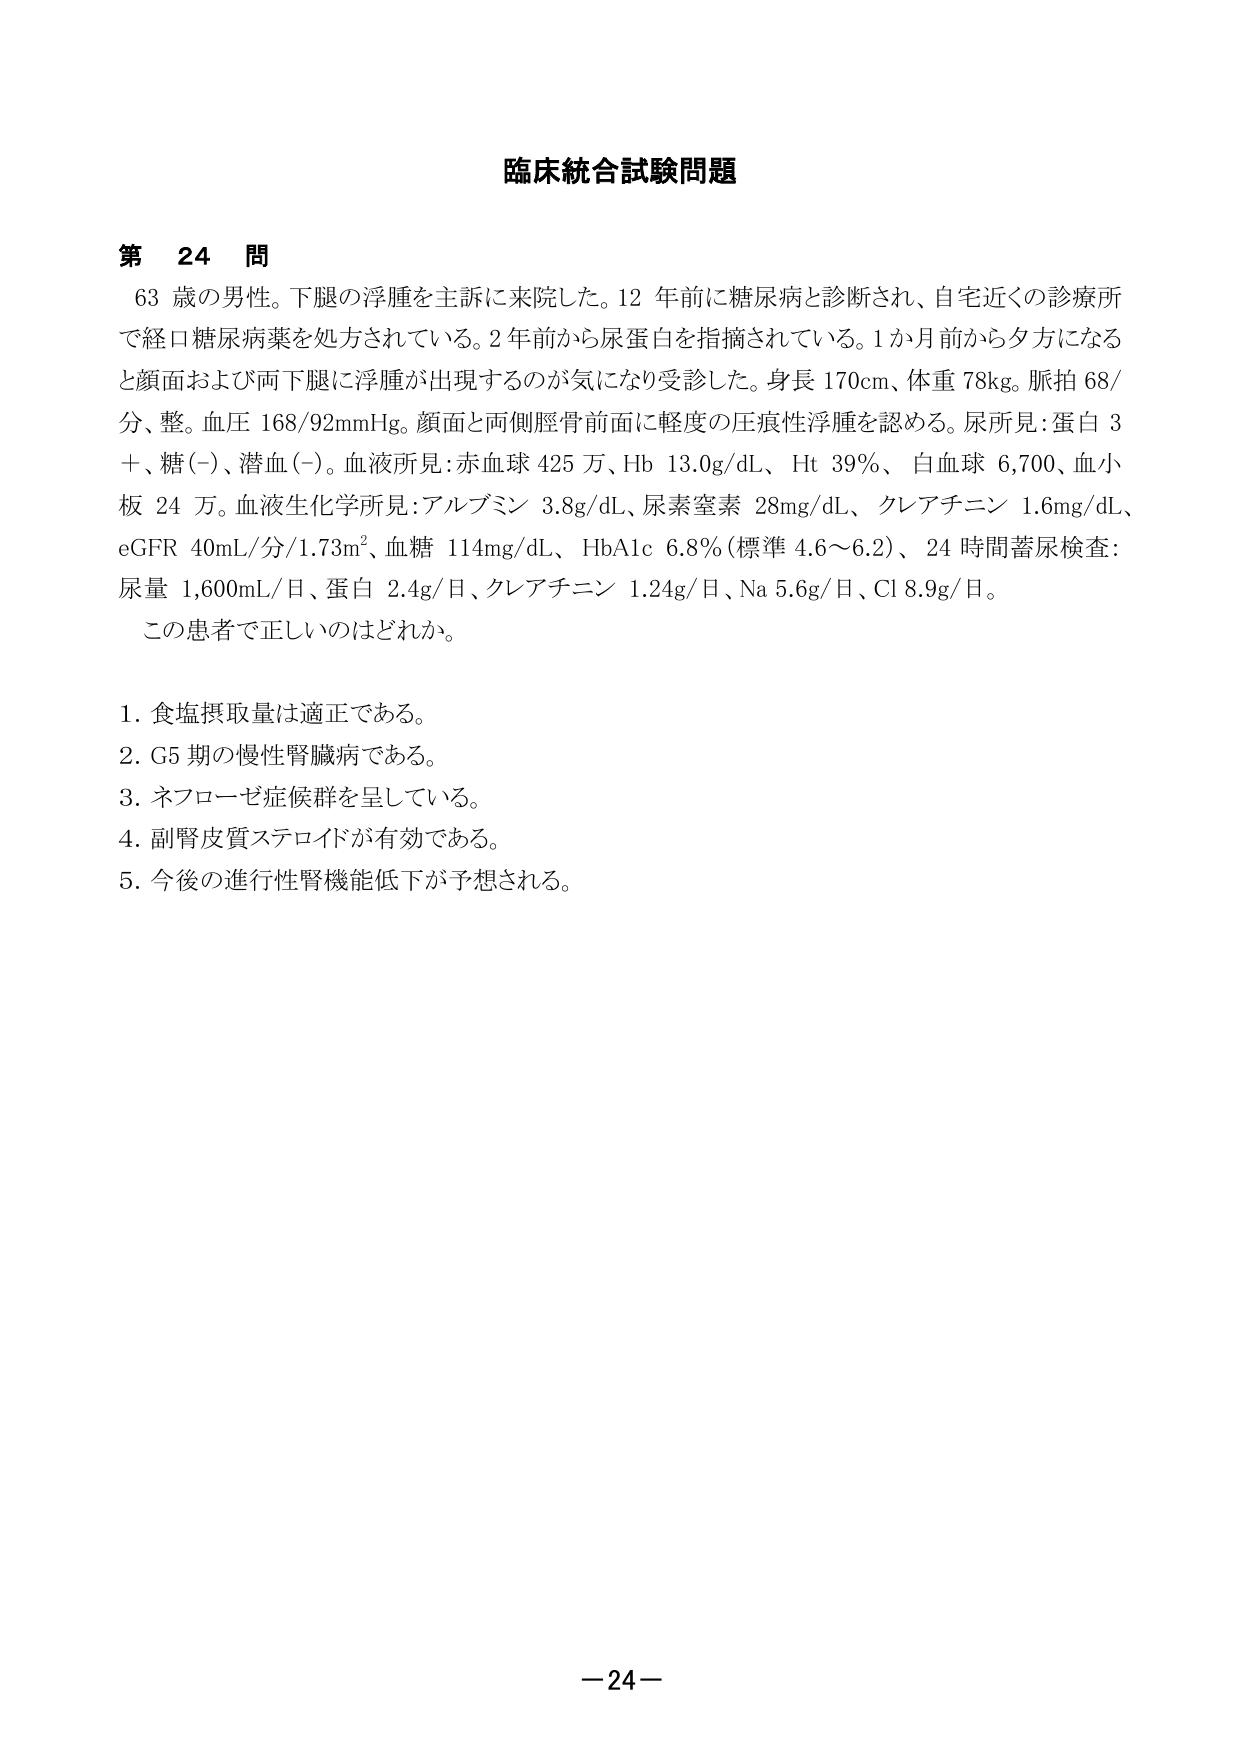 臨床統合試験問題
第 24 問
63 歳の男性。下腿の浮腫を主訴に来院した。12 年前に糖尿病と診断され、自宅近くの診療所
で経口糖尿病薬を処方されている。2 年前から尿蛋白を指摘されている。1 か月前から夕方になる
と顔面および両下腿に浮腫が出現するのが気になり受診した。身長 170cm、体重 78kg。脈拍 68/
分、整。血圧 168/92mmHg。顔面と両側脛骨前面に軽度の圧痕性浮腫を認める。尿所見:蛋白 3
＋、糖(-)、潜血(-)。血液所見:赤血球 425 万、Hb 13.0g/dL、 Ht 39%、 白血球 6,700、血小
板 24 万。血液生化学所見:アルブミン 3.8g/dL、尿素窒素 28mg/dL、 クレアチニン 1.6mg/dL、
eGFR 40mL/分/1.73m²、血糖 114mg/dL、 HbA1c 6.8%(標準 4.6～6.2)、 24 時間蓄尿検査:
尿量 1,600mL/日、蛋白 2.4g/日、クレアチニン 1.24g/日、Na 5.6g/日、Cl 8.9g/日。
この患者で正しいのはどれか。
1. 食塩摂取量は適正である。
2. G5 期の慢性腎臓病である。
3. ネフローゼ症候群を呈している。
4. 副腎皮質ステロイドが有効である。
5. 今後の進行性腎機能低下が予想される。
－24－